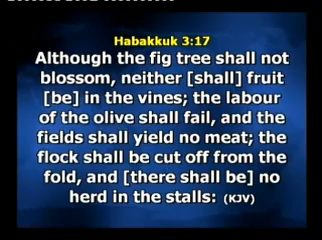 Habakkuk 3:17
Although the fig tree shall not
blossom, neither [shall] fruit
[be] in the vines; the labour
of the olive shall fail, and the
fields shall yield no meat; the
flock shall be cut off from the
fold, and [there shall be] no
herd in the stalls: (KJV)